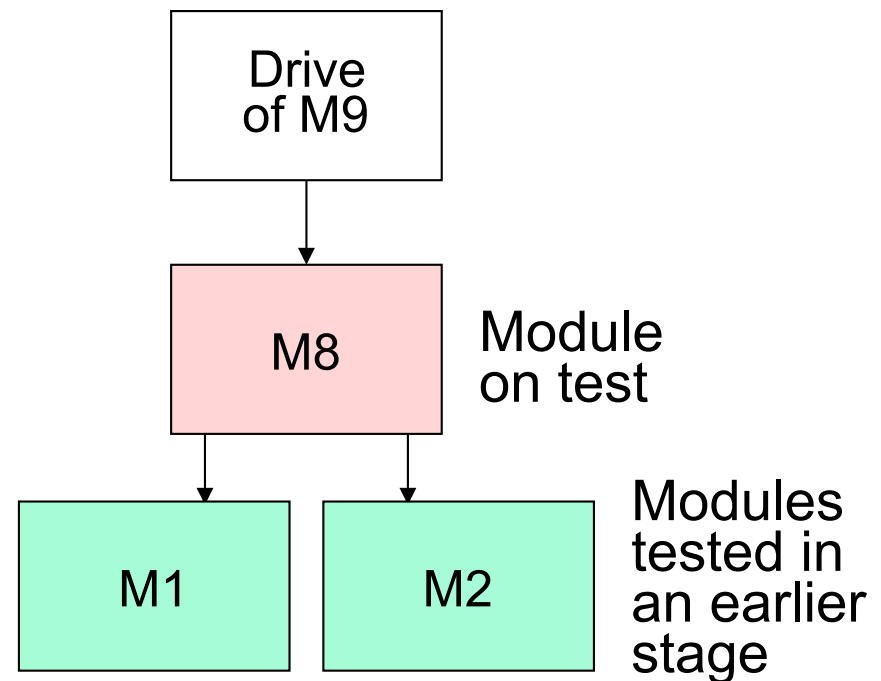 Drive
of M9
M8
Module
on test
M1
M2
Modules
tested in
an earlier
stage